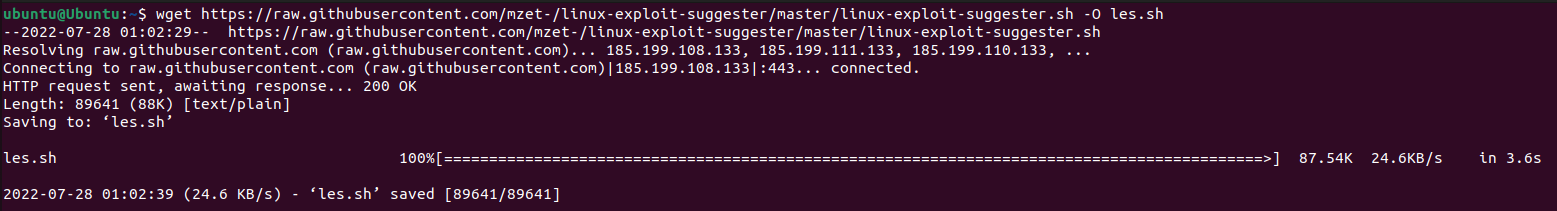 ubuntu@Ubuntu:~$ wget https://raw.githubusercontent.com/mzet-/linux-exploit-suggester/master/linux-exploit-suggester.sh -O les.sh
--2022-07-28 01:02:29--  https://raw.githubusercontent.com/mzet-/linux-exploit-suggester/master/linux-exploit-suggester.sh
Resolving raw.githubusercontent.com (raw.githubusercontent.com)... 185.199.108.133, 185.199.111.133, 185.199.110.133, ...
Connecting to raw.githubusercontent.com (raw.githubusercontent.com)|185.199.108.133|:443... connected.
HTTP request sent, awaiting response... 200 OK
Length: 89641 (88K) [text/plain]
Saving to: ‘les.sh’
les.sh                                      100%[===========================================================================================>]  87.54K  24.6KB/s    in 3.6s
2022-07-28 01:02:39 (24.6 KB/s) - ‘les.sh’ saved [89641/89641]